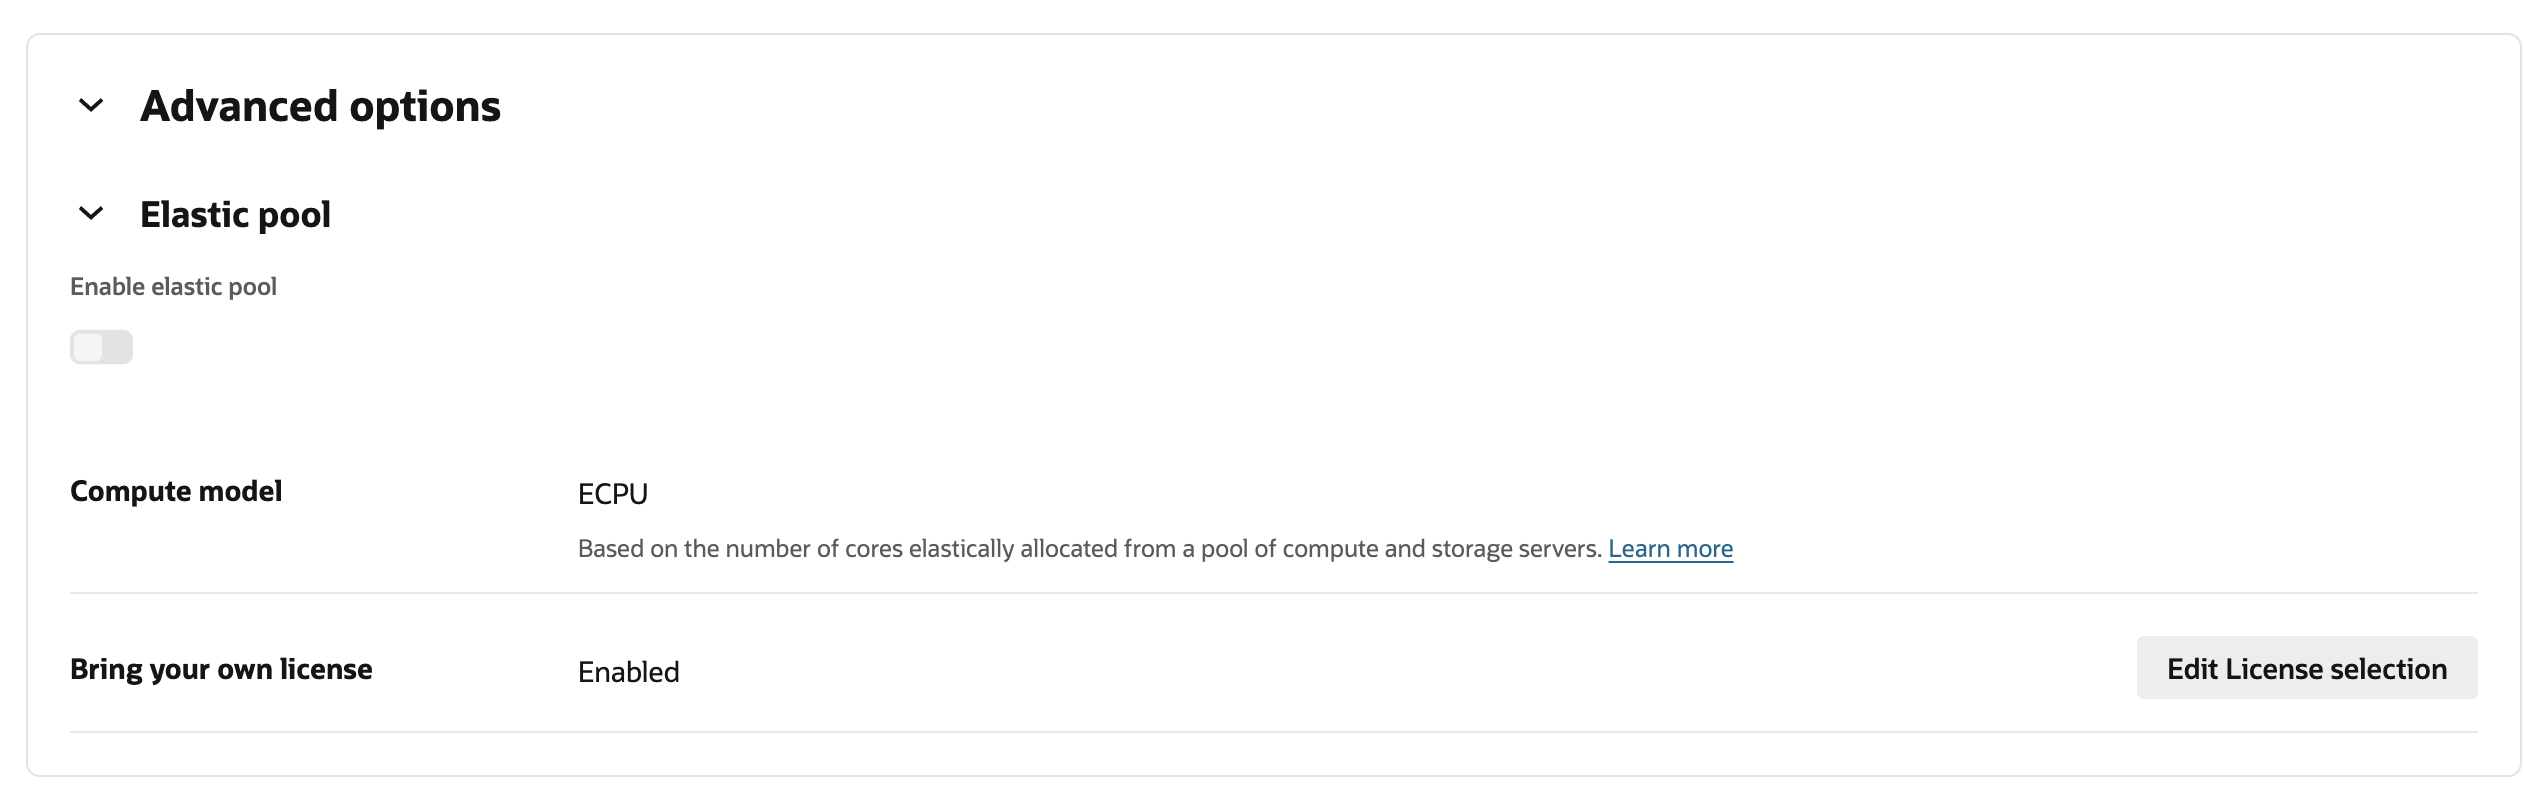 Advanced options
Elastic pool
Enable elastic pool
Compute model
ECPU
Based on the number of cores elastically allocated from a pool of compute and storage servers. Learn more
Bring your own license
Enabled
Edit License selection